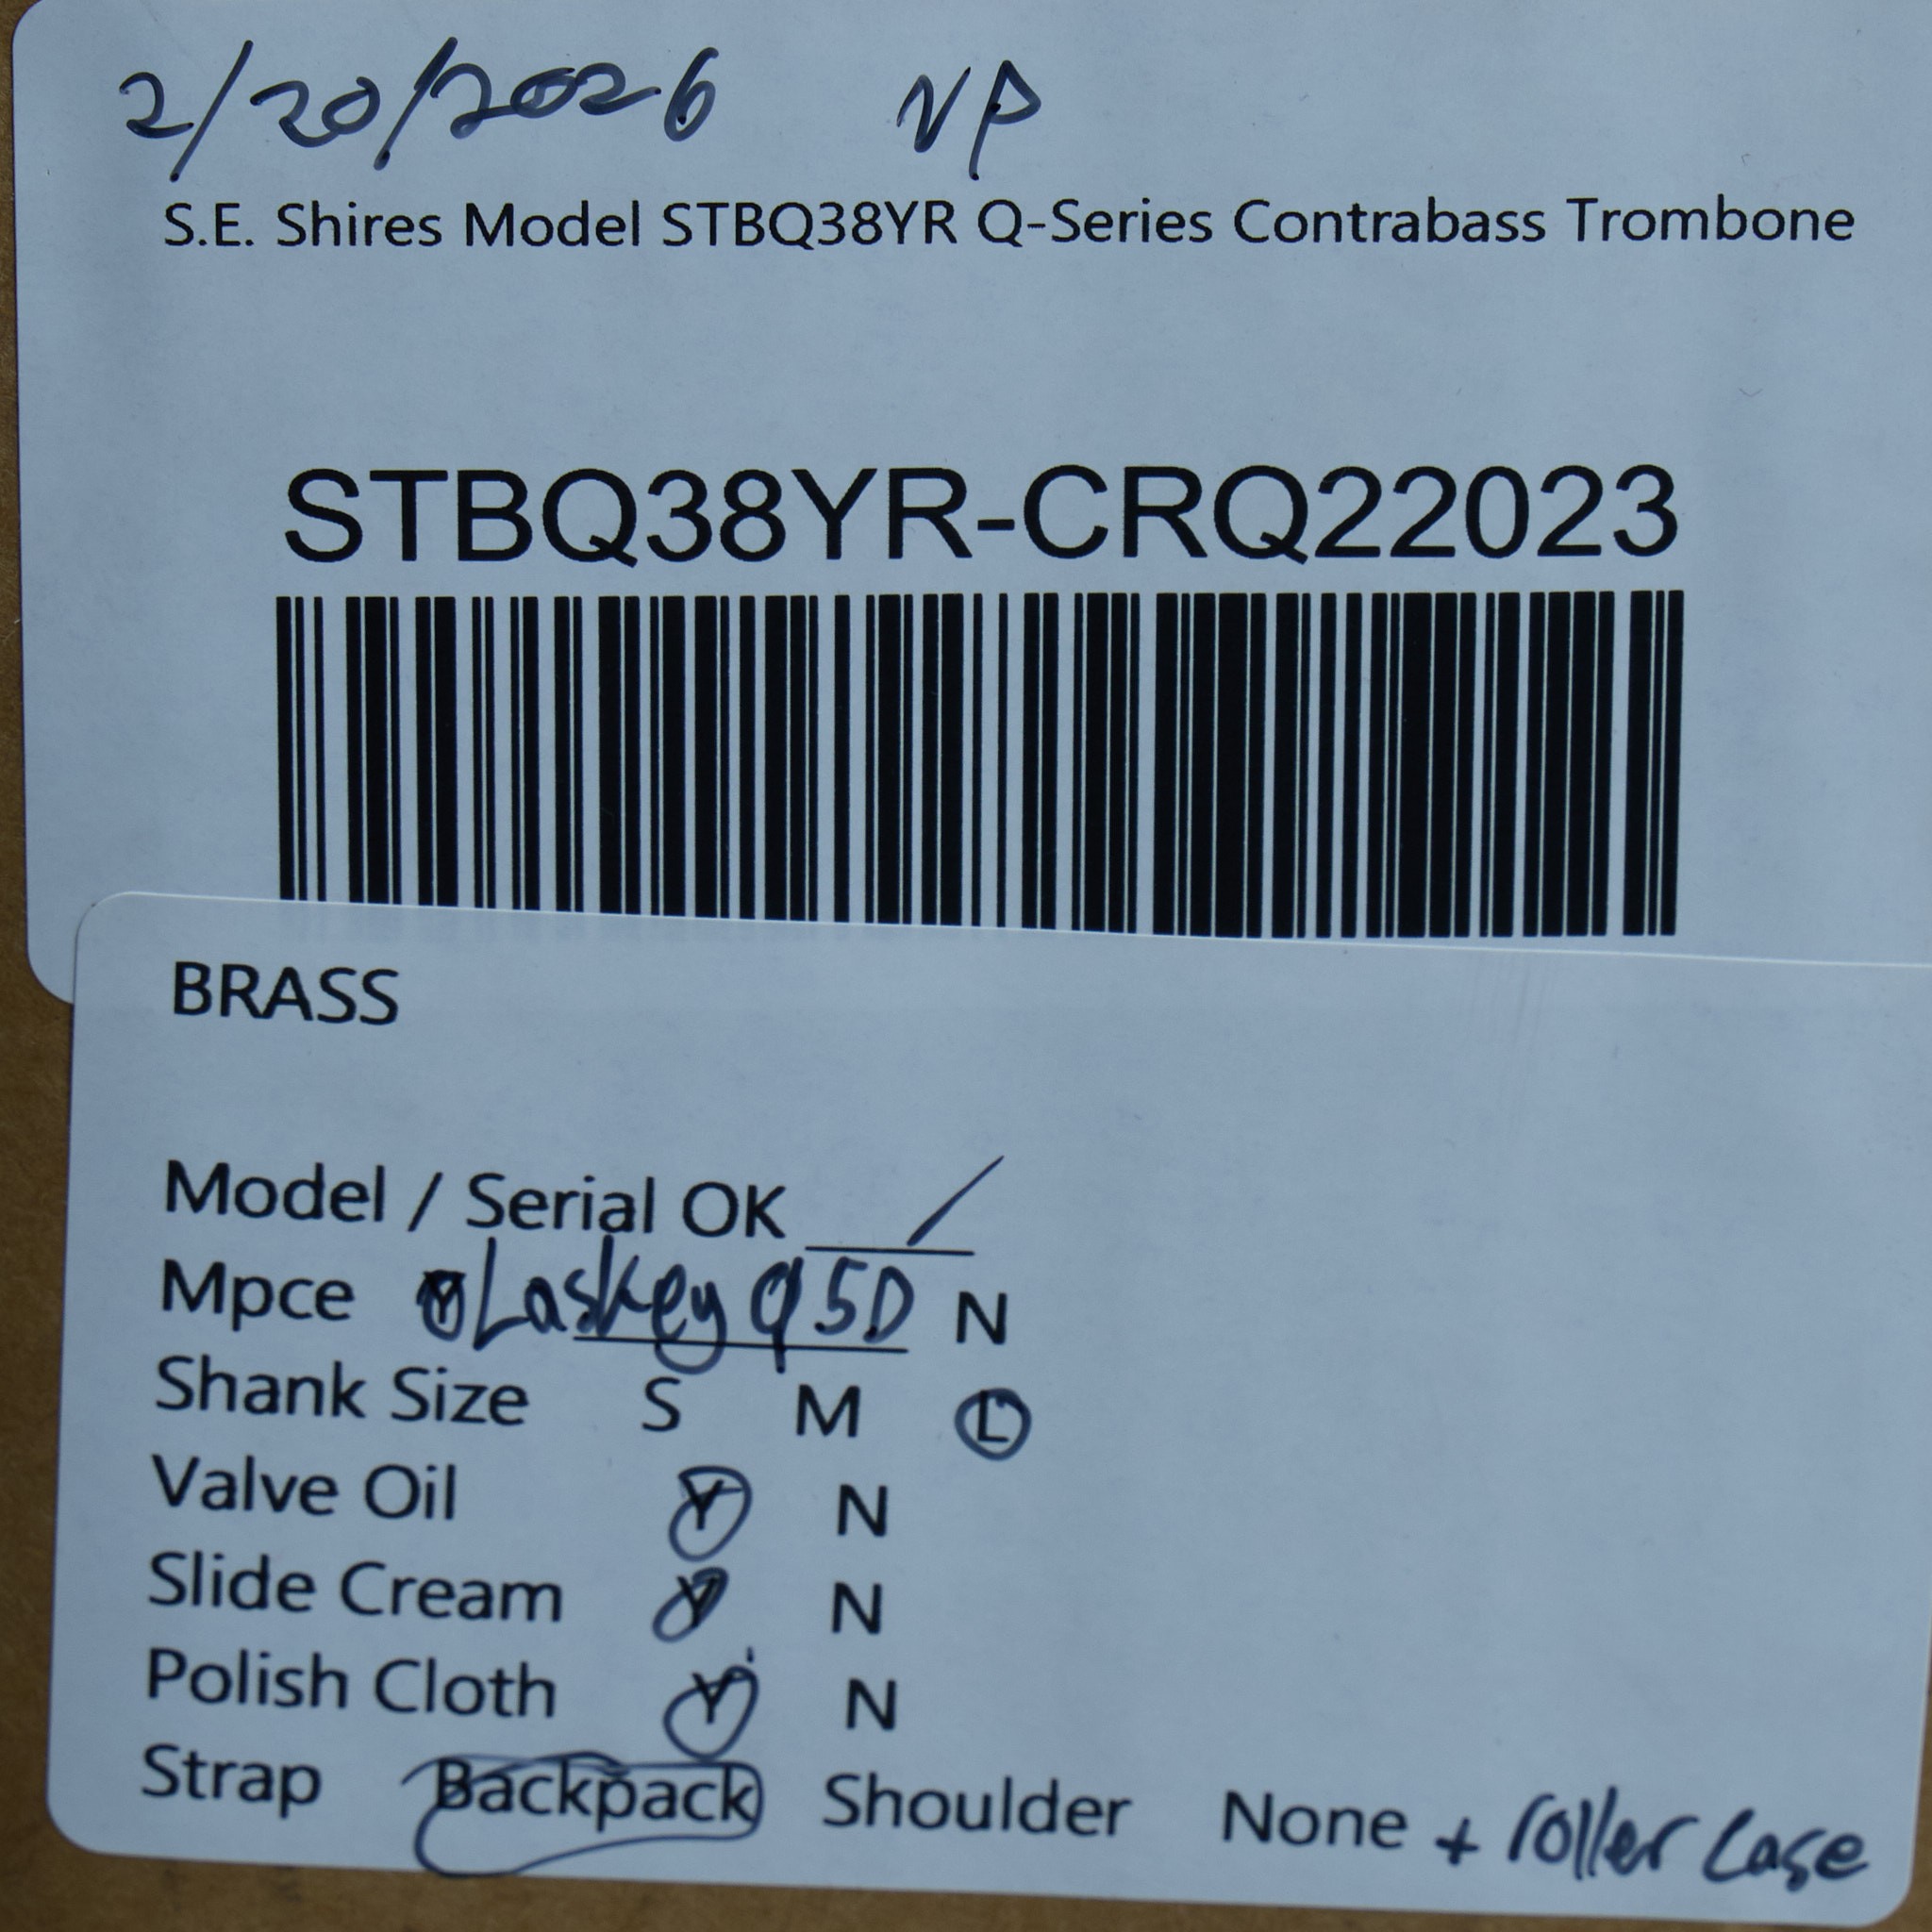 2/20/2026 NP
S.E. Shires Model STBQ38YR Q-Series Contrabass Trombone
STBQ38YR-CRQ22023
BRASS
Model / Serial OK /
Mpce Y Laskey 95D N
Shank Size S M L
Valve Oil Y N
Slide Cream Y N
Polish Cloth Y N
Strap Backpack Shoulder None + roller case